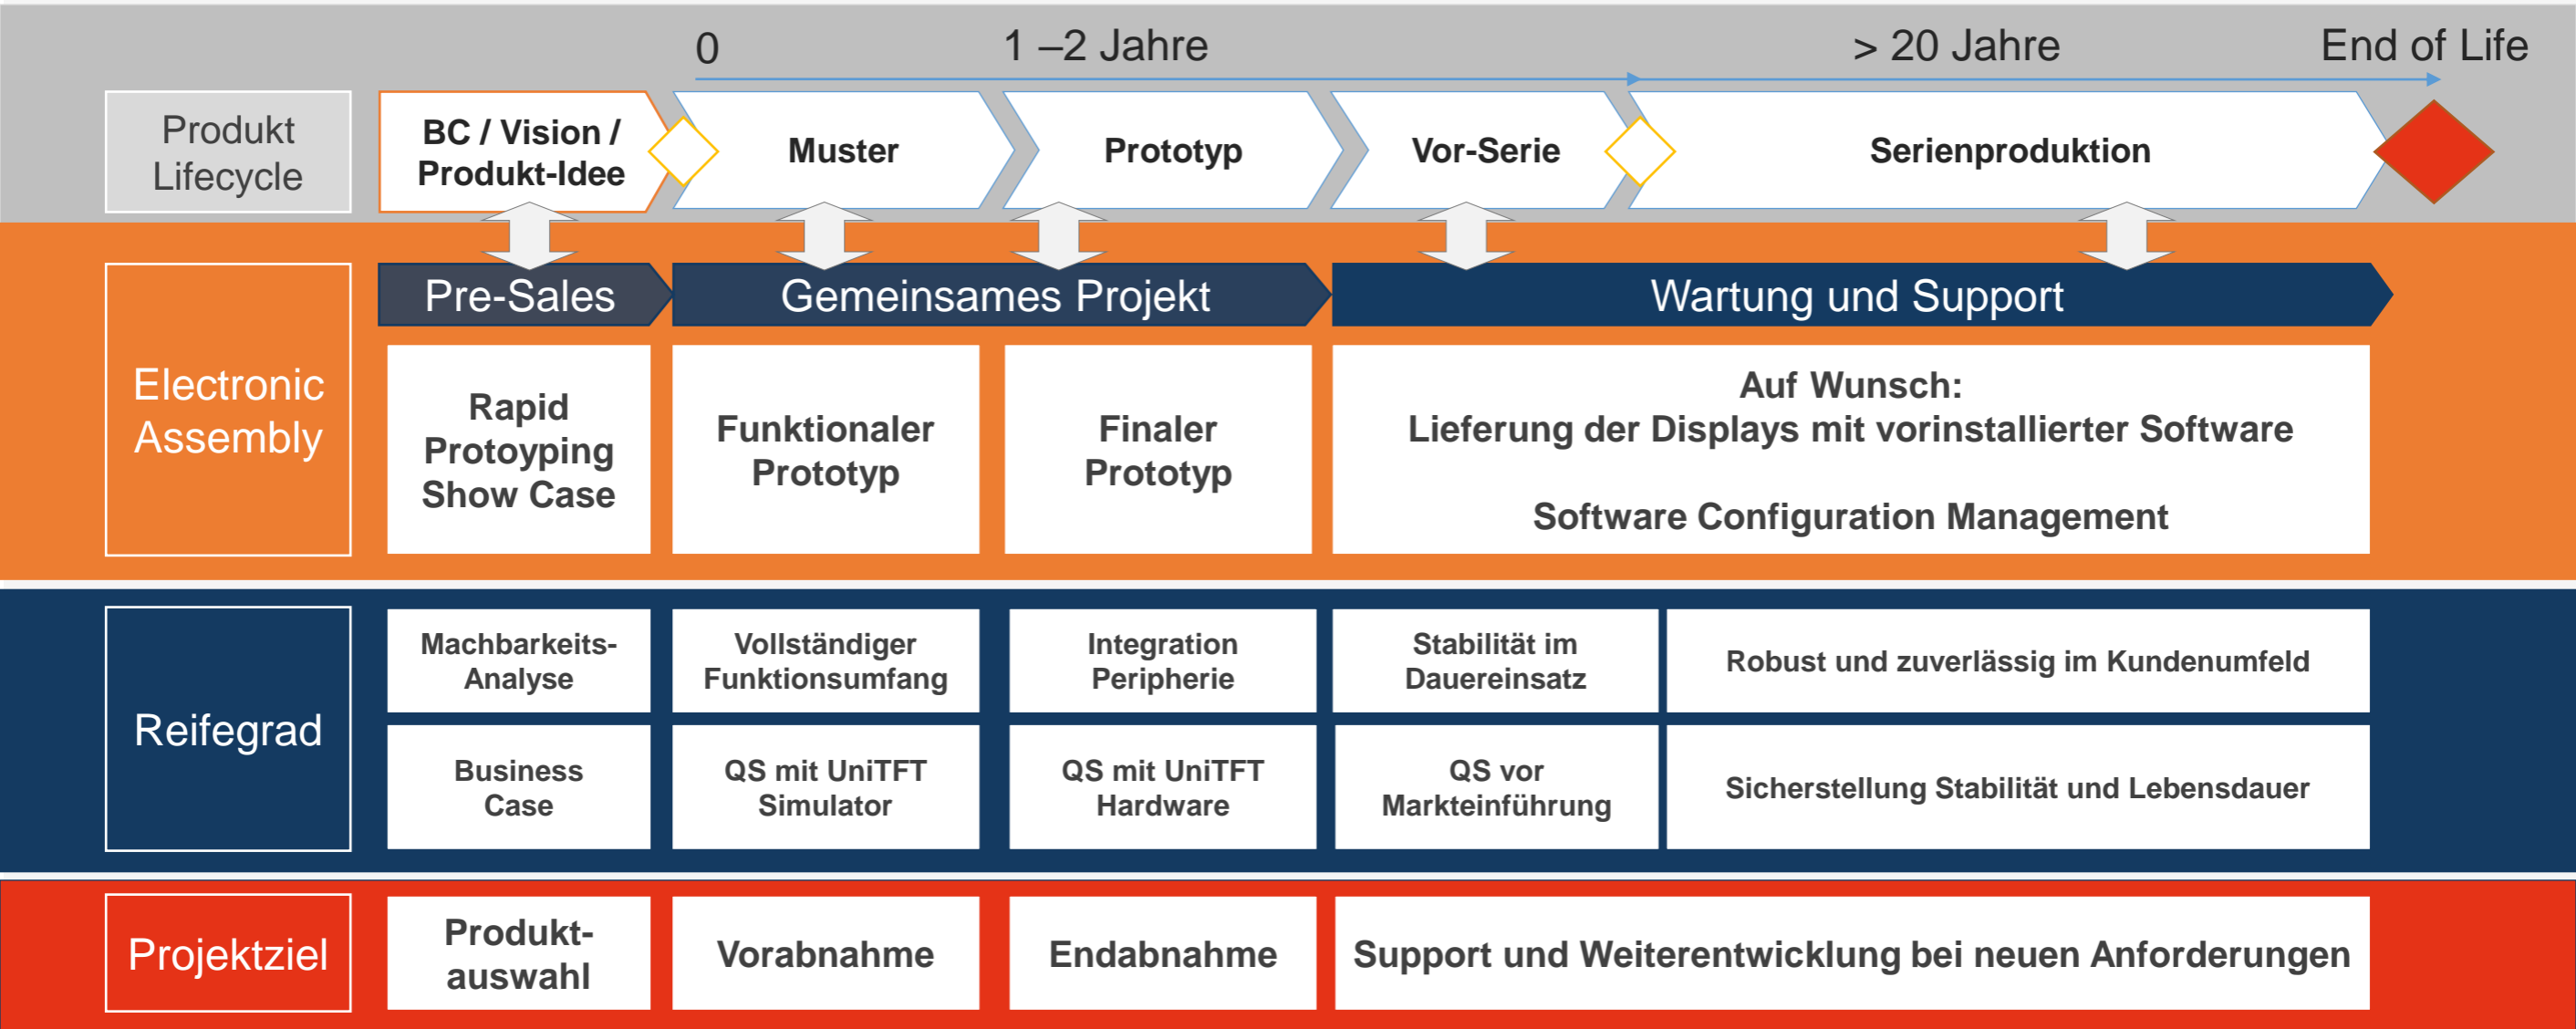 0
1 –2 Jahre
> 20 Jahre
End of Life
Produkt
Lifecycle
BC / Vision /
Produkt-Idee
Muster
Prototyp
Vor-Serie
Serienproduktion
Electronic
Assembly
Pre-Sales
Gemeinsames Projekt
Wartung und Support
Rapid
Protoyping
Show Case
Funktionaler
Prototyp
Finaler
Prototyp
Auf Wunsch:
Lieferung der Displays mit vorinstallierter Software
Software Configuration Management
Reifegrad
Machbarkeits-
Analyse
Vollständiger
Funktionsumfang
Integration
Peripherie
Stabilität im
Dauereinsatz
Robust und zuverlässig im Kundenumfeld
Business
Case
QS mit UniTFT
Simulator
QS mit UniTFT
Hardware
QS vor
Markteinführung
Sicherstellung Stabilität und Lebensdauer
Projektziel
Produkt-
auswahl
Vorabnahme
Endabnahme
Support und Weiterentwicklung bei neuen Anforderungen